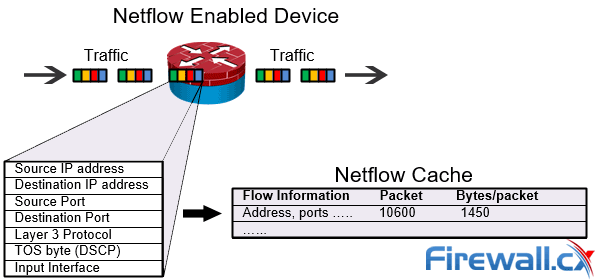 Netflow Enabled Device
Traffic
Traffic
Source IP address
Destination IP address
Source Port
Destination Port
Layer 3 Protocol
TOS byte (DSCP)
Input Interface
Netflow Cache
Flow Information Packet Bytes/packet
Address, ports ..... 10600 1450
......
Firewall.cx